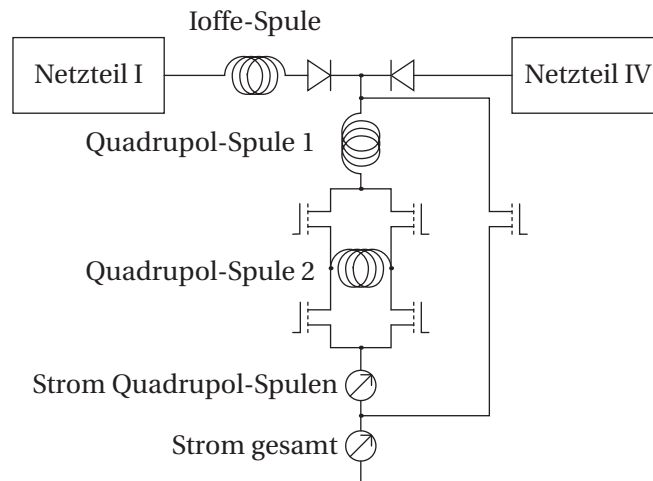 Ioffe-Spule
Netzteil I
Netzteil IV
Quadrupol-Spule 1
Quadrupol-Spule 2
Strom Quadrupol-Spulen
Strom gesamt